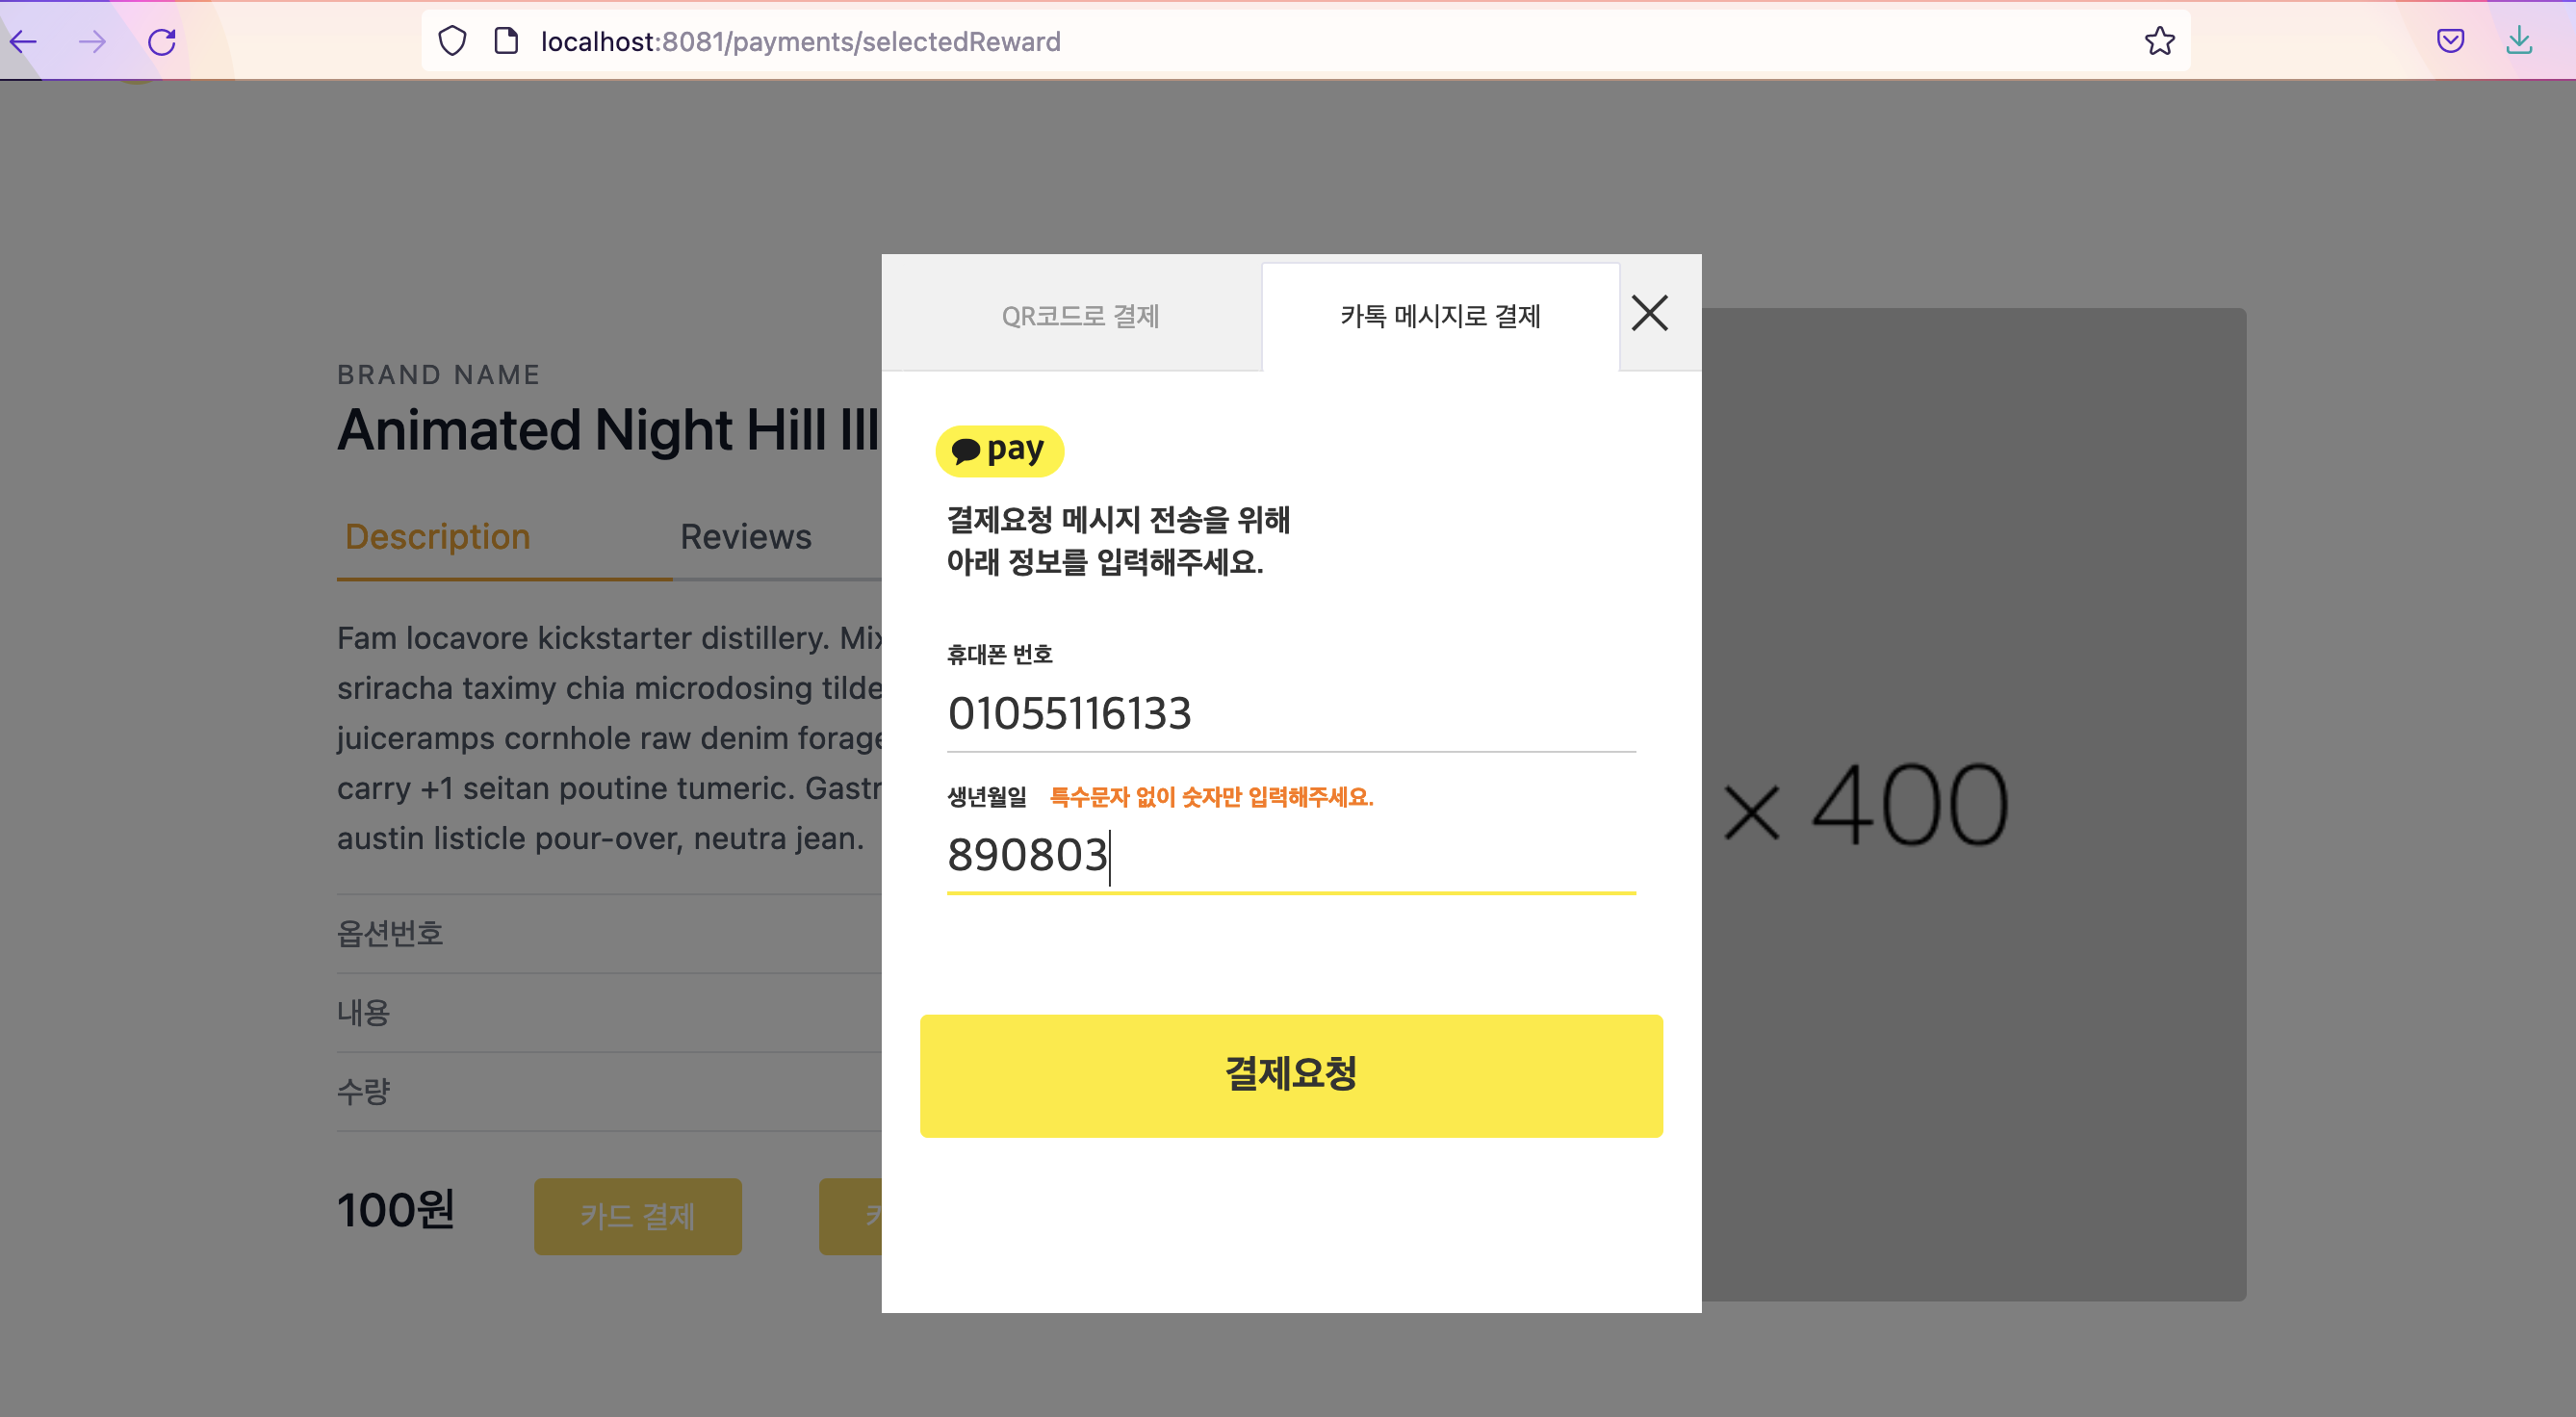 localhost:8081/payments/selectedReward
QR코드로 결제
카톡 메시지로 결제
pay
결제요청 메시지 전송을 위해
아래 정보를 입력해주세요.
휴대폰 번호
01055116133
생년월일 특수문자 없이 숫자만 입력해주세요.
890803
결제요청
BRAND NAME
Animated Night Hill Ill
Description
Reviews
Fam locavore kickstarter distillery. Mix
sriracha taximy chia microdosing tilde
juiceramps cornhole raw denim forage
carry +1 seitan poutine tumeric. Gastr
austin listicle pour-over, neutra jean.
옵션번호
내용
수량
100원
카드 결제
× 400